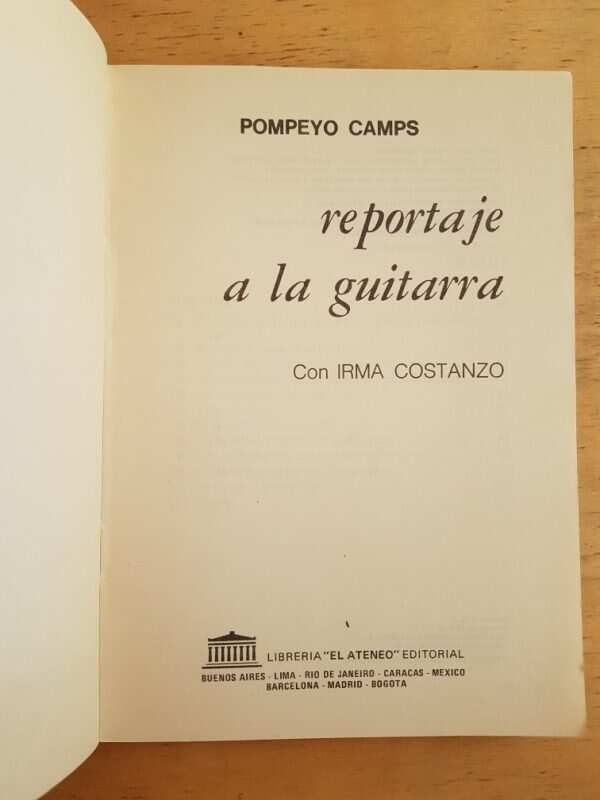 POMPEYO CAMPS
reportaje
a la guitarra
Con IRMA COSTANZO
LIBRERIA "EL ATENEO" EDITORIAL
BUENOS AIRES - LIMA - RIO DE JANEIRO - CARACAS - MEXICO
BARCELONA - MADRID - BOGOTA